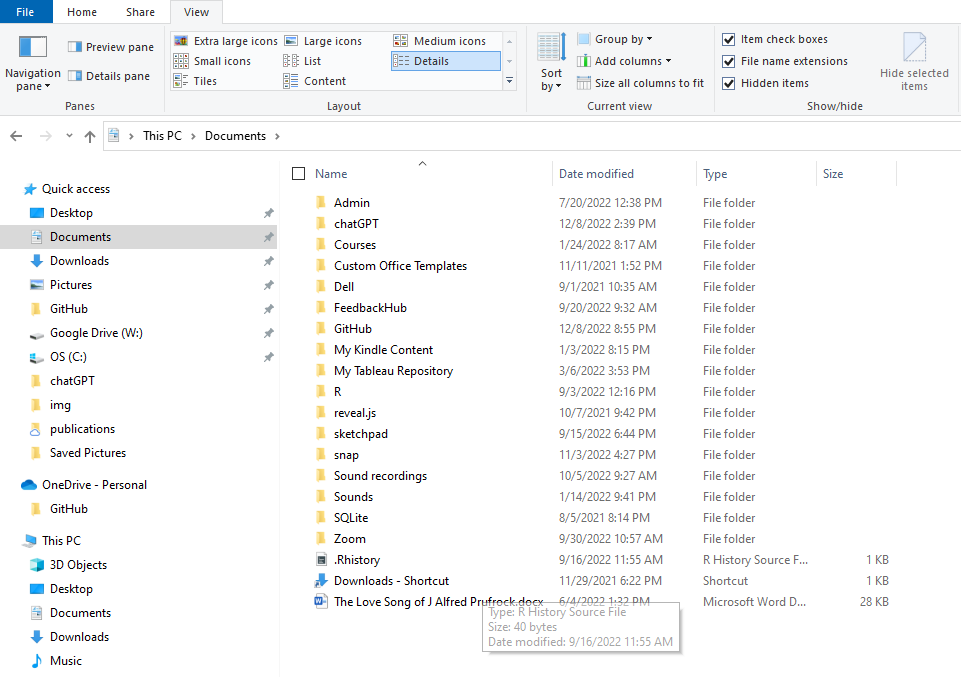 File Home Share View
Extra large icons Large icons Medium icons
Small icons List Details
Tiles Content
Preview pane
Details pane
Navigation
pane
Panes
Layout
Sort
by
Group by
Add columns
Size all columns to fit
Current view
Item check boxes
File name extensions
Hidden items
Hide selected
items
Show/hide
This PC > Documents >
Quick access
Desktop
Documents
Downloads
Pictures
GitHub
Google Drive (W:)
OS (C:)
chatGPT
img
publications
Saved Pictures
OneDrive - Personal
GitHub
This PC
3D Objects
Desktop
Documents
Downloads
Music
Name Date modified Type Size
Admin 7/20/2022 12:38 PM File folder
chatGPT 12/8/2022 2:39 PM File folder
Courses 1/24/2022 8:17 AM File folder
Custom Office Templates 11/11/2021 1:52 PM File folder
Dell 9/1/2021 10:35 AM File folder
FeedbackHub 9/20/2022 9:32 AM File folder
GitHub 12/8/2022 8:55 PM File folder
My Kindle Content 1/3/2022 8:15 PM File folder
My Tableau Repository 3/6/2022 3:53 PM File folder
R 9/3/2022 12:16 PM File folder
reveal.js 10/7/2021 9:42 PM File folder
sketchpad 9/15/2022 6:44 PM File folder
snap 11/3/2022 4:27 PM File folder
Sound recordings 10/5/2022 9:27 AM File folder
Sounds 1/14/2022 9:41 PM File folder
SQLite 8/5/2021 8:14 PM File folder
Zoom 9/30/2022 10:57 AM File folder
.Rhistory 9/16/2022 11:55 AM R History Source F... 1 KB
Downloads - Shortcut 11/29/2021 6:22 PM Shortcut 1 KB
The Love Song of J Alfred Prufrock.docx 6/4/2022 1:32 PM Microsoft Word D... 28 KB
Type: R History Source File
Size: 40 bytes
Date modified: 9/16/2022 11:55 AM